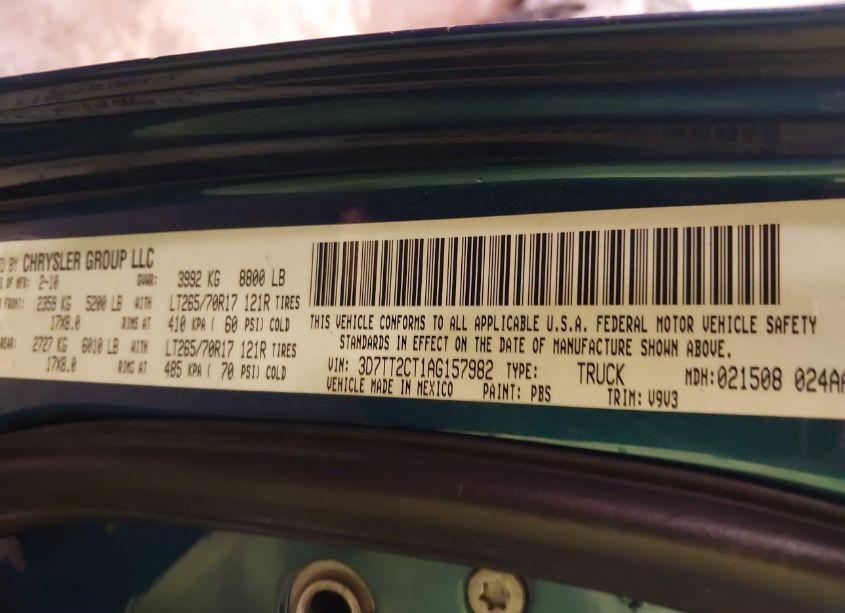 D BY CHRYSLER GROUP LLC
OF MFR: 2-10 GVWR: 3992 KG 8800 LB
FRONT: 2359 KG 5200 LB WITH LT265/70R17 121R TIRES
17X8.0 RIMS AT 410 KPA ( 60 PSI) COLD
REAR: 2727 KG 6010 LB WITH LT265/70R17 121R TIRES
17X8.0 RIMS AT 485 KPA ( 70 PSI) COLD
THIS VEHICLE CONFORMS TO ALL APPLICABLE U.S.A. FEDERAL MOTOR VEHICLE SAFETY
STANDARDS IN EFFECT ON THE DATE OF MANUFACTURE SHOWN ABOVE.
VIN: 3D7TT2CT1AG157982 TYPE: TRUCK MDH: 021508 024AA
VEHICLE MADE IN MEXICO PAINT: PBS TRIM: V9V3